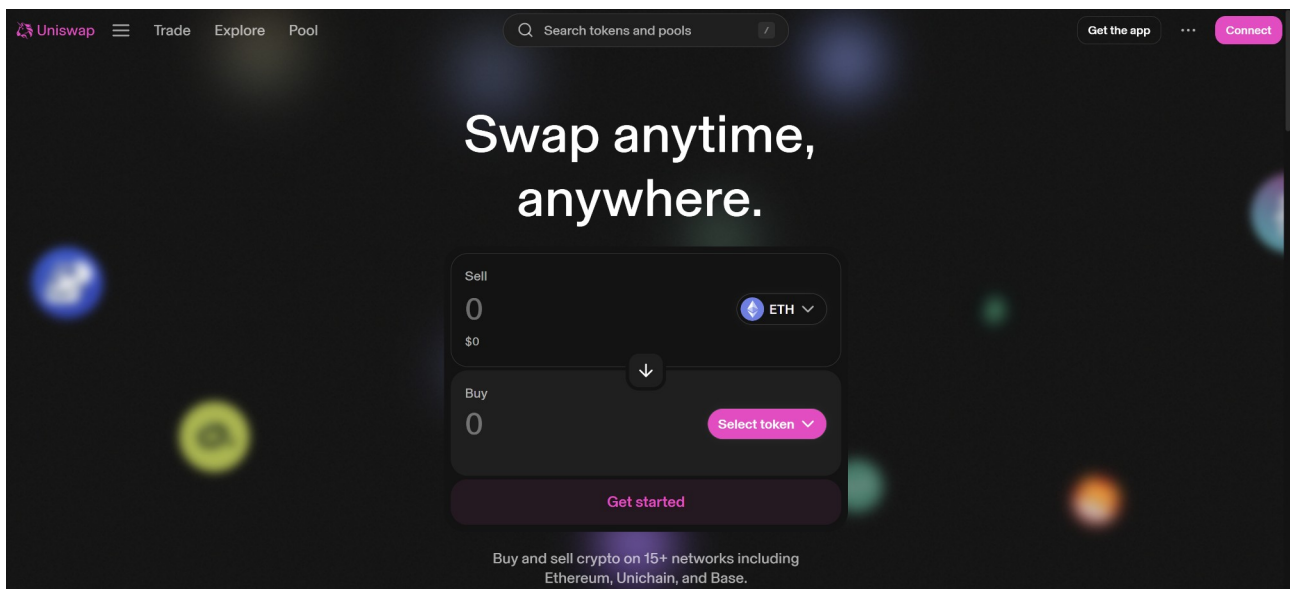 Uniswap Trade Explore Pool Search tokens and pools / Get the app ... Connect
Swap anytime,
anywhere.
Sell
0
ETH
$0
Buy
0
Select token
Get started
Buy and sell crypto on 15+ networks including
Ethereum, Unichain, and Base.